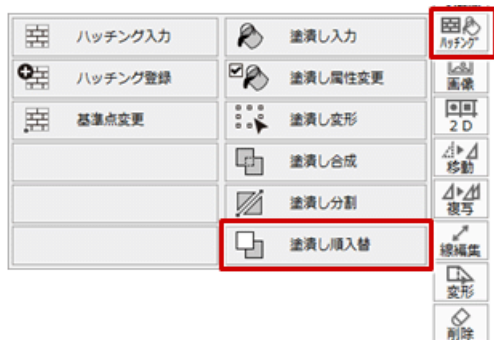 ハッチング入力
塗潰し入力
ハッチング登録
塗潰し属性変更
基準点変更
塗潰し変形
塗潰し合成
塗潰し分割
塗潰し順入替
ハッチング
画像
2D
移動
複写
線編集
変形
削除